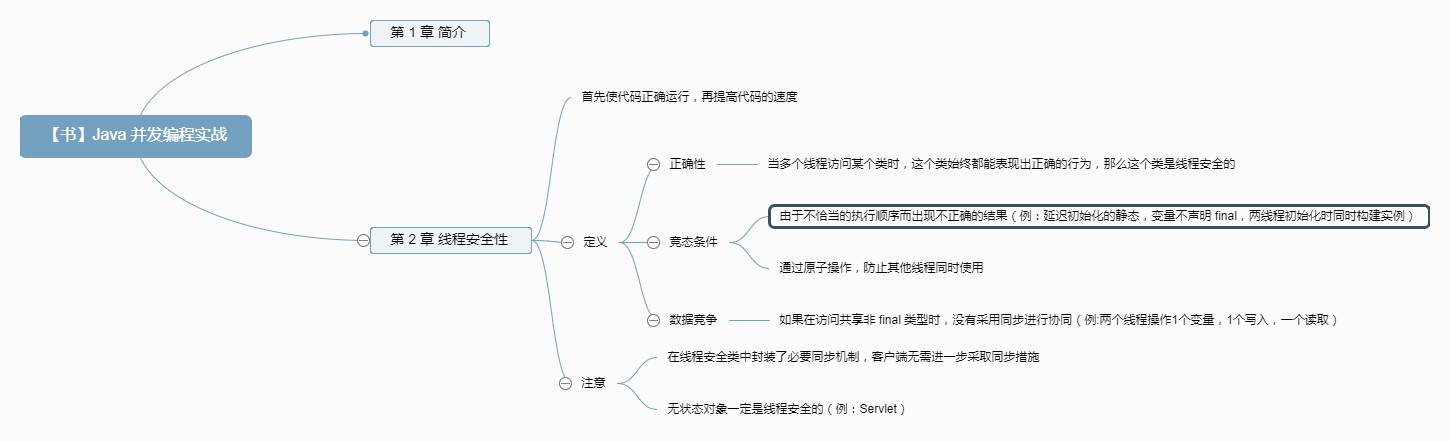 【书】Java 并发编程实战
第 1 章 简介
第 2 章 线程安全性
首先使代码正确运行，再提高代码的速度
定义
正确性
当多个线程访问某个类时，这个类始终都能表现出正确的行为，那么这个类是线程安全的
竞态条件
由于不恰当的执行顺序而出现不正确的结果（例：延迟初始化的静态，变量不声明 final，两线程初始化时同时构建实例）
通过原子操作，防止其他线程同时使用
数据竞争
如果在访问共享非 final 类型时，没有采用同步进行协同（例:两个线程操作1个变量，1个写入，一个读取）
注意
在线程安全类中封装了必要同步机制，客户端无需进一步采取同步措施
无状态对象一定是线程安全的（例：Servlet）